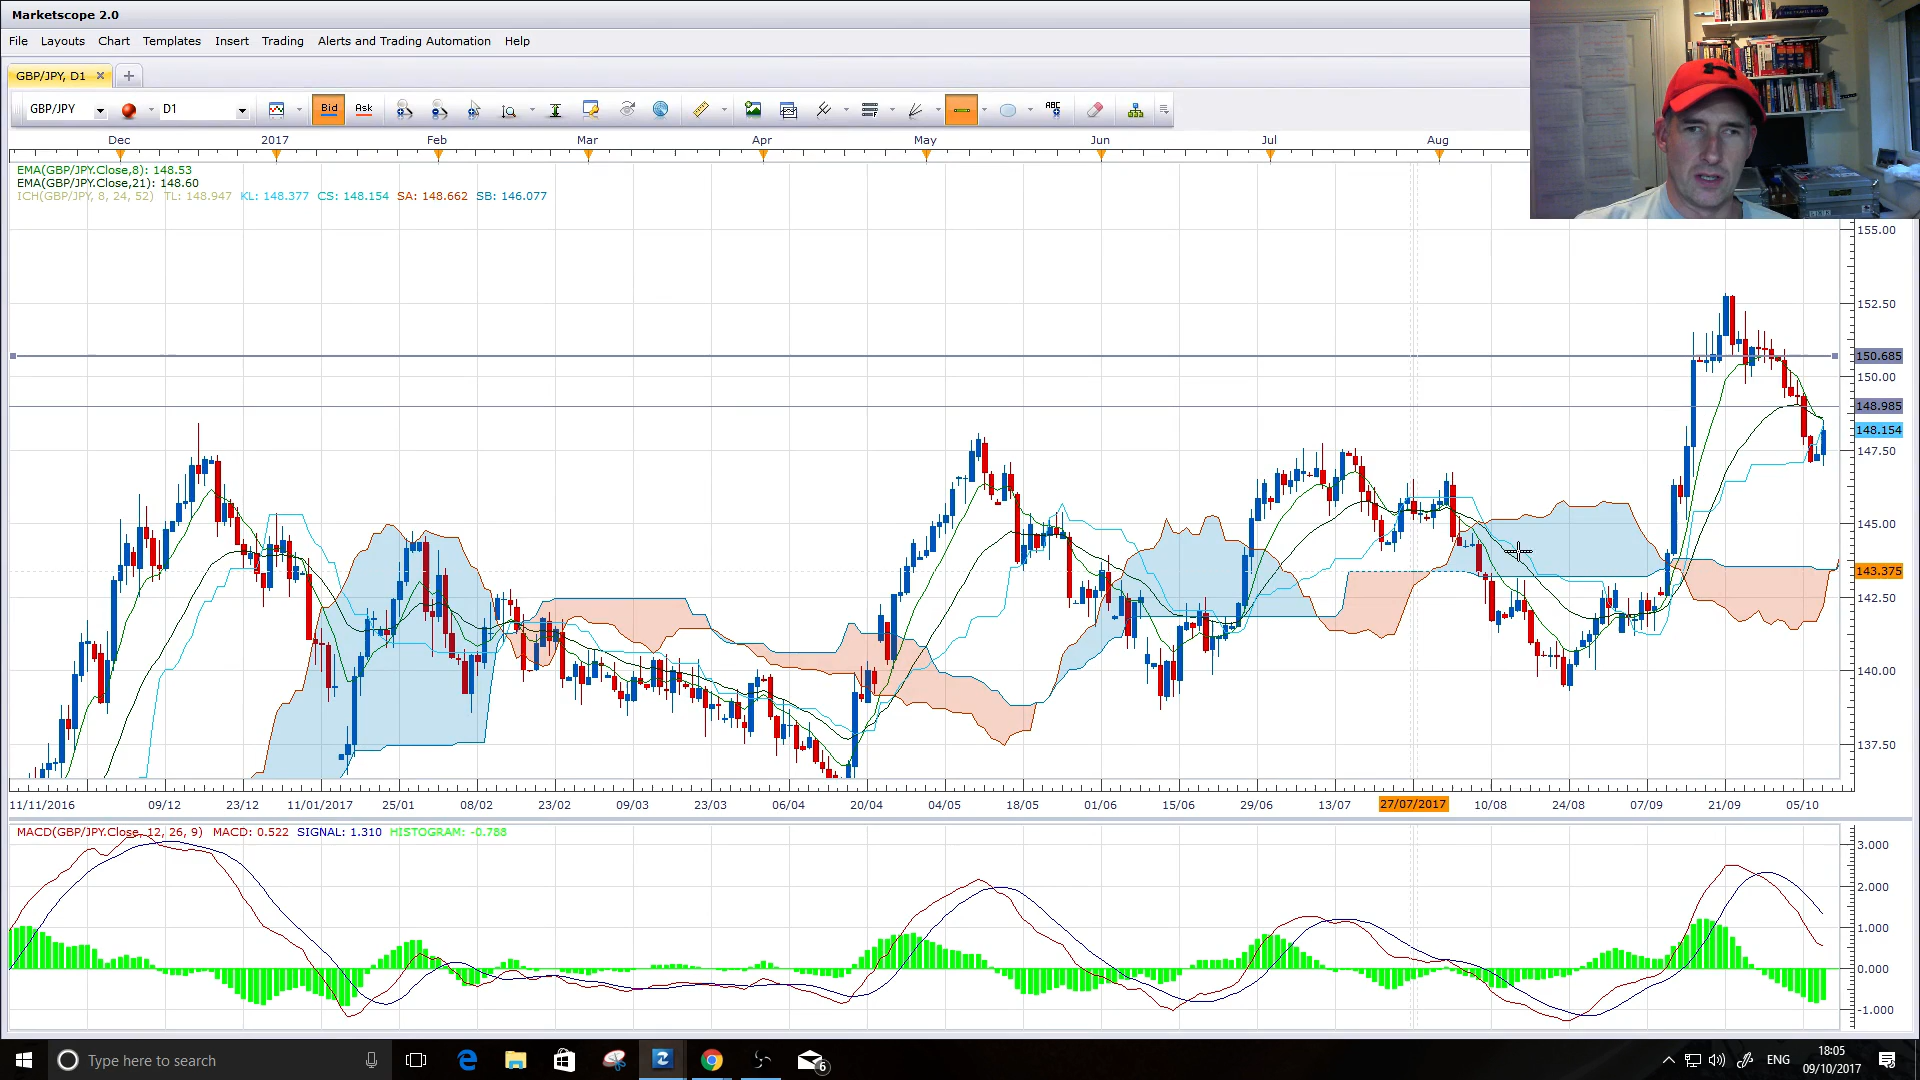 Marketscope 2.0
File Layouts Chart Templates Insert Trading Alerts and Trading Automation Help
GBP/JPY, D1
GBP/JPY D1 Bid Ask ABC
Dec 2017 Feb Mar Apr May Jun Jul Aug
EMA(GBP/JPY.Close,8): 148.53
EMA(GBP/JPY.Close,21): 148.60
ICH(GBP/JPY, 8, 24, 52) TL: 148.947 KL: 148.377 CS: 148.154 SA: 148.662 SB: 146.077
155.00
152.50
150.685
150.00
148.985
148.154
147.50
145.00
143.375
142.50
140.00
137.50
11/11/2016 09/12 23/12 11/01/2017 25/01 08/02 23/02 09/03 23/03 06/04 20/04 04/05 18/05 01/06 15/06 29/06 13/07 27/07/2017 10/08 24/08 07/09 21/09 05/10
MACD(GBP/JPY.Close, 12, 26, 9) MACD: 0.522 SIGNAL: 1.310 HISTOGRAM: -0.788
3.000
2.000
1.000
0.000
-1.000
Type here to search
6
ENG
18:05
09/10/2017